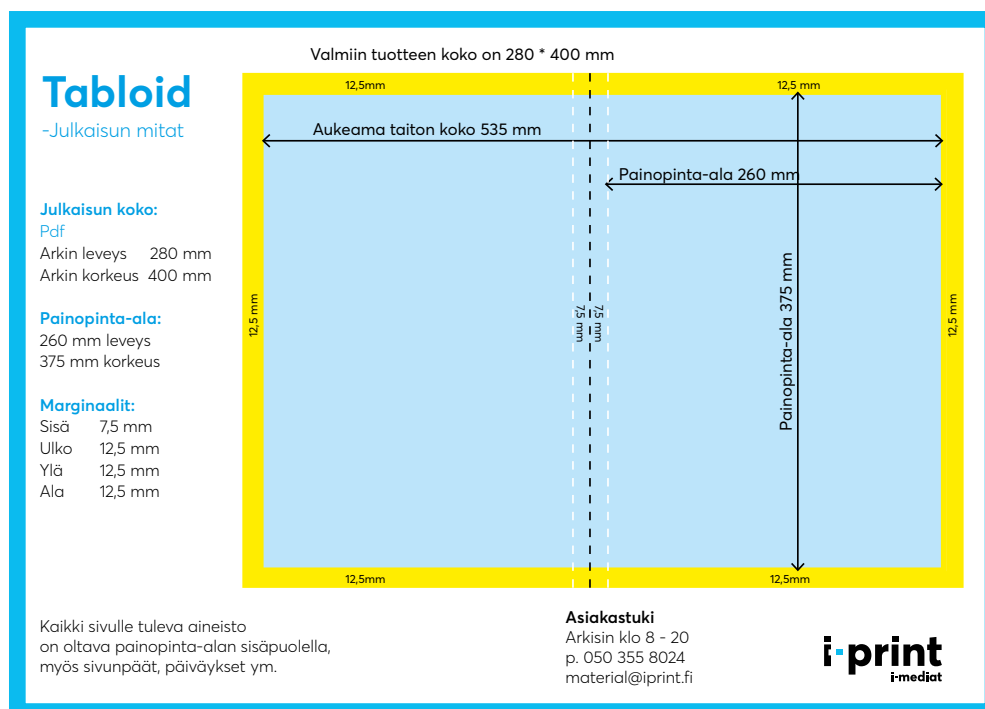 Valmiin tuotteen koko on 280 * 400 mm
Tabloid
-Julkaisun mitat
Julkaisun koko:
Pdf
Arkin leveys 280 mm
Arkin korkeus 400 mm
Painopinta-ala:
260 mm leveys
375 mm korkeus
Marginaalit:
Sisä 7,5 mm
Ulko 12,5 mm
Ylä 12,5 mm
Ala 12,5 mm
12,5mm
12,5 mm
Aukeama taiton koko 535 mm
Painopinta-ala 260 mm
12,5 mm
7,5 mm
7,5 mm
Painopinta-ala 375 mm
12,5 mm
12,5mm
12,5mm
Kaikki sivulle tuleva aineisto
on oltava painopinta-alan sisäpuolella,
myös sivunpäät, päiväykset ym.
Asiakastuki
Arkisin klo 8 - 20
p. 050 355 8024
material@iprint.fi
i-print
i-mediat